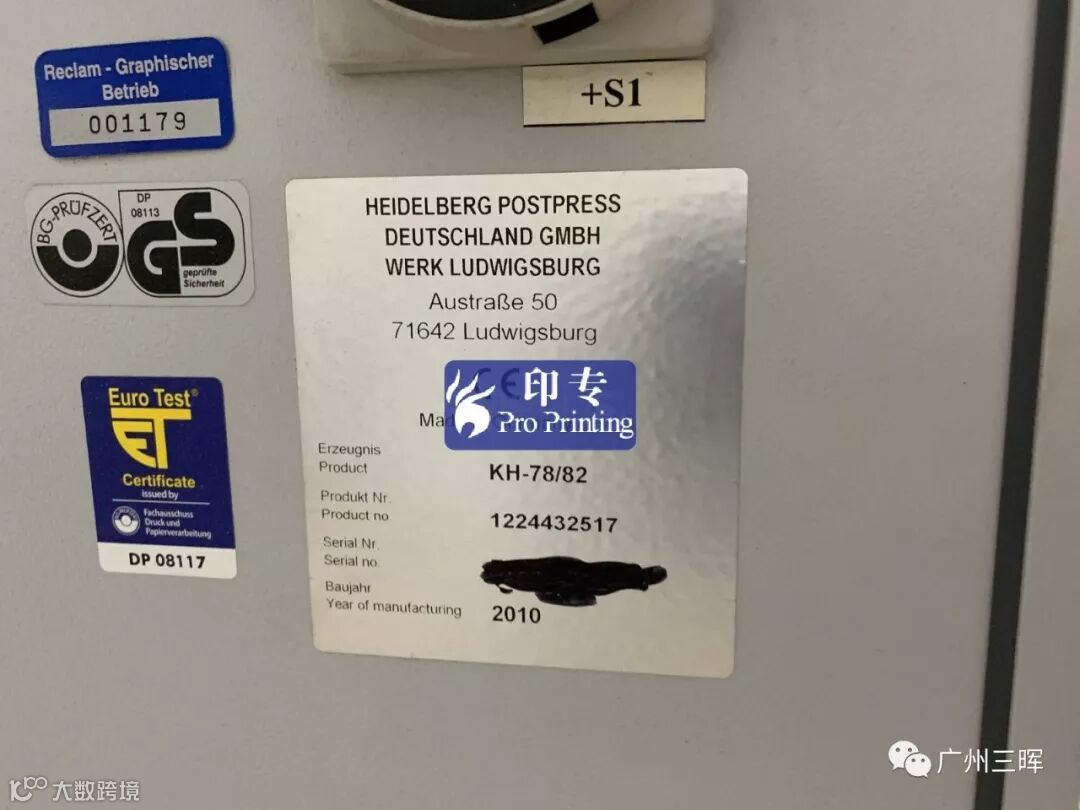 Reclam - Graphischer
Betrieb
001179
+S1
BG-PRÜFZERT
DP
08113
GS
geprüfte
Sicherheit
HEIDELBERG POSTPRESS
DEUTSCHLAND GMBH
WERK LUDWIGSBURG
Austraße 50
71642 Ludwigsburg
CE
印专
Pro Printing
Erzeugnis
Product
KH-78/82
Produkt Nr.
Product no
1224432517
Serial Nr.
Serial no.
Baujahr
Year of manufacturing
2010
Euro Test®
ET
Certificate
issued by
Fachausschuss
Druck und
Papierverarbeitung
DP 08117
广州三晖
大数跨境